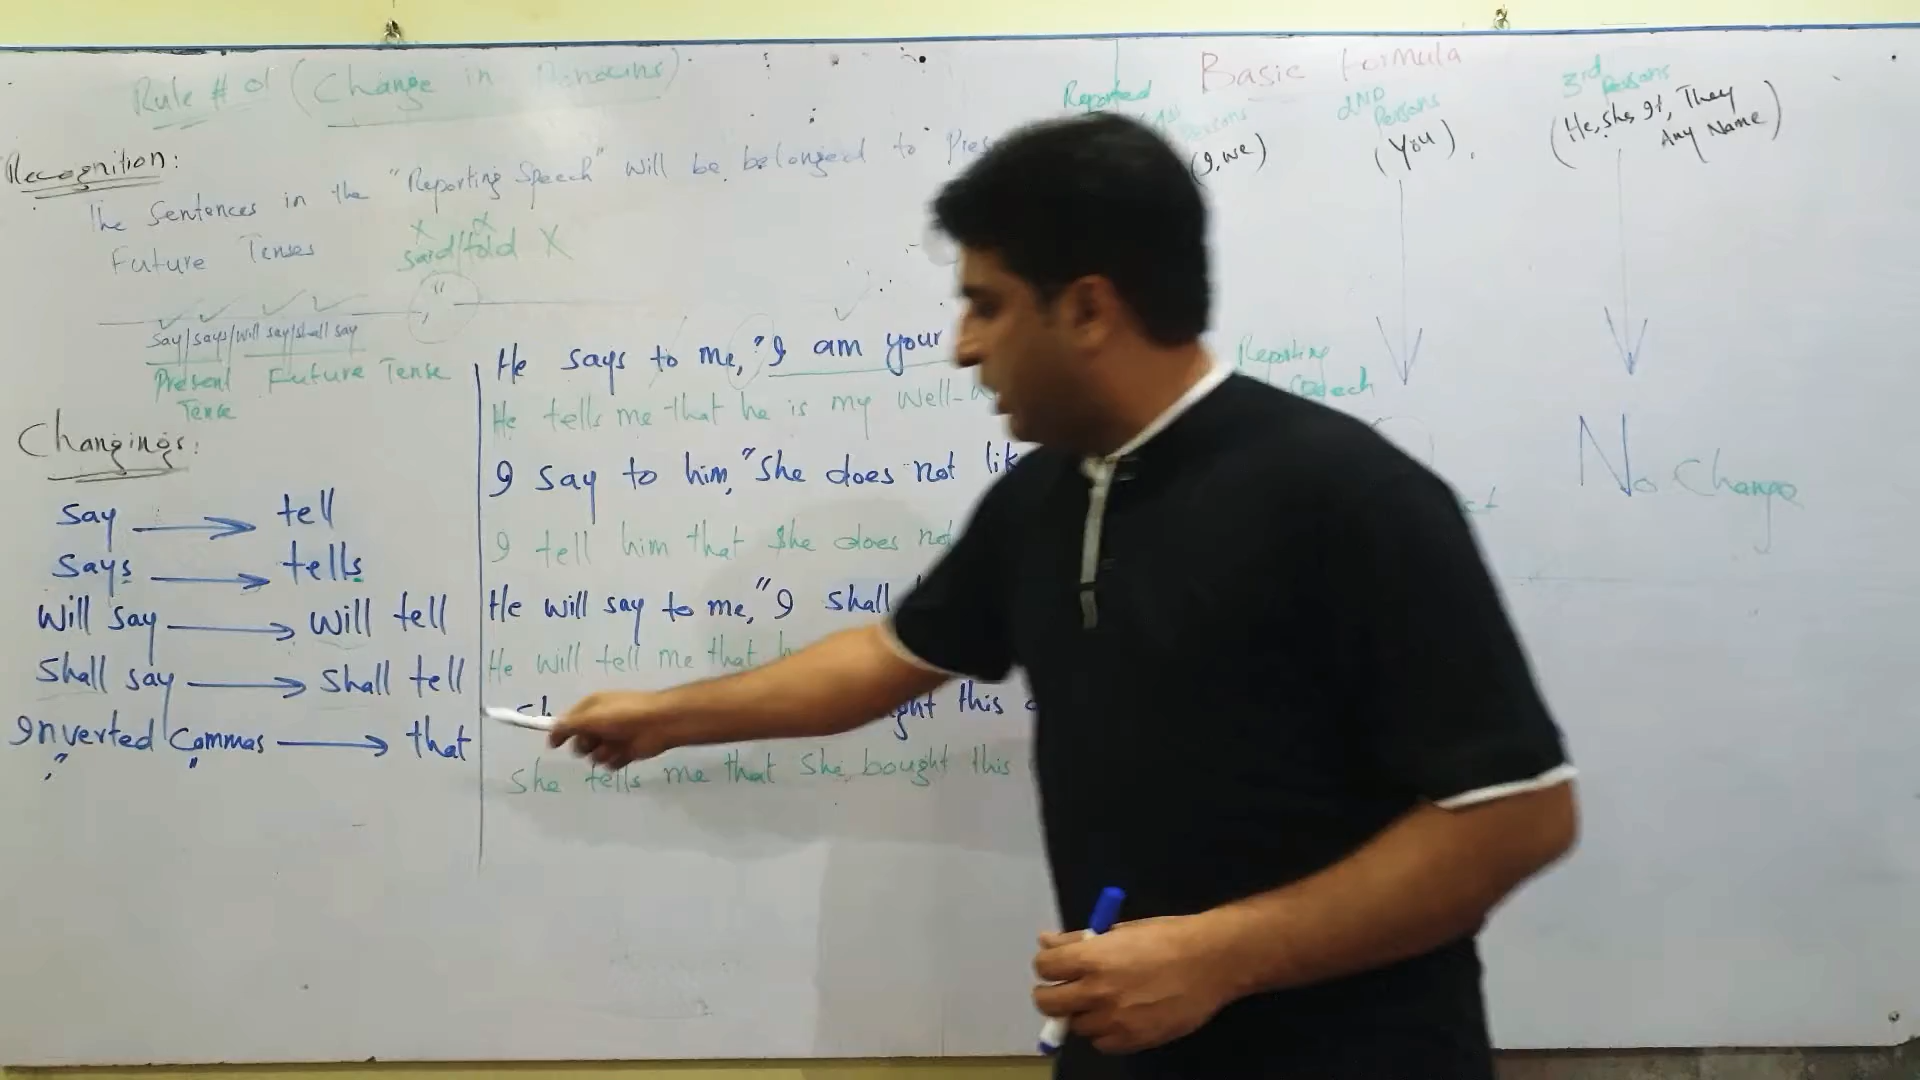 Rule # 01 (Change in Pronouns)
Recognition:
The Sentences in the "Reporting Speech" will be belonged to
Future Tenses
said/told X
say/says/will say/shall say
Present Future Tense
Tense
Changings:
Say → tell
Says → tells
Will say → Will tell
Shall say → Shall tell
Inverted Commas → that
He says to me, "I am your
He tells me that he is my well-
I say to him, "She does not
I tell him that she does not
He will say to me, "I shall
He will tell me that
this
She tells me that She bought this
Basic formula
Reported
1st Persons
(I, we)
2ND Persons
(You).
3rd Persons
(He, She, It, They
Any Name)
Reporting
Speech
No Change